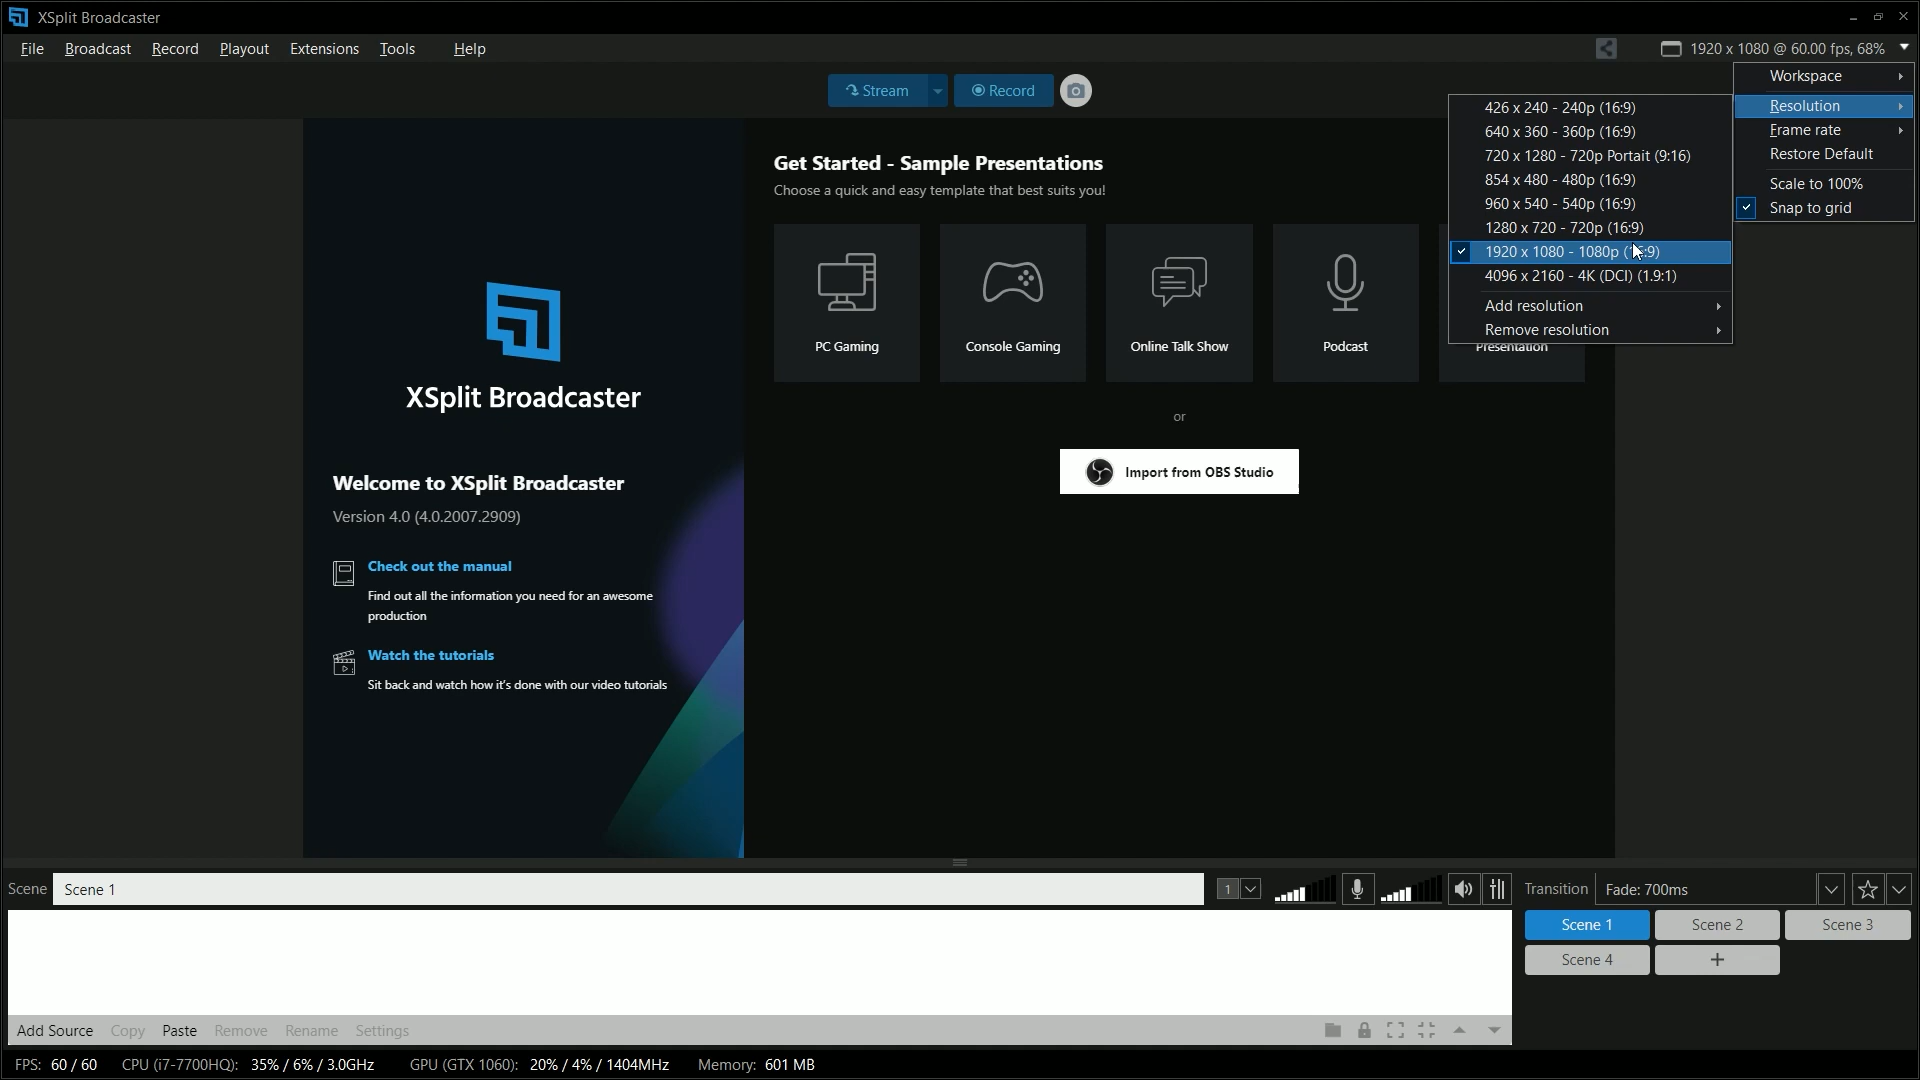 XSplit Broadcaster
File Broadcast Record Playout Extensions Tools Help
1920 x 1080 @ 60.00 fps, 68%
Stream Record
Workspace
Resolution
Frame rate
Restore Default
Scale to 100%
Snap to grid
426 x 240 - 240p (16:9)
640 x 360 - 360p (16:9)
720 x 1280 - 720p Portait (9:16)
854 x 480 - 480p (16:9)
960 x 540 - 540p (16:9)
1280 x 720 - 720p (16:9)
1920 x 1080 - 1080p (16:9)
4096 x 2160 - 4K (DCI) (1.9:1)
Add resolution
Remove resolution
Get Started - Sample Presentations
Choose a quick and easy template that best suits you!
PC Gaming
Console Gaming
Online Talk Show
Podcast
Presentation
or
Import from OBS Studio
XSplit Broadcaster
Welcome to XSplit Broadcaster
Version 4.0 (4.0.2007.2909)
Check out the manual
Find out all the information you need for an awesome
production
Watch the tutorials
Sit back and watch how it's done with our video tutorials
Scene Scene 1 1
Transition Fade: 700ms
Scene 1 Scene 2 Scene 3
Scene 4 +
Add Source Copy Paste Remove Rename Settings
FPS: 60 / 60 CPU (i7-7700HQ): 35% / 6% / 3.0GHz GPU (GTX 1060): 20% / 4% / 1404MHz Memory: 601 MB